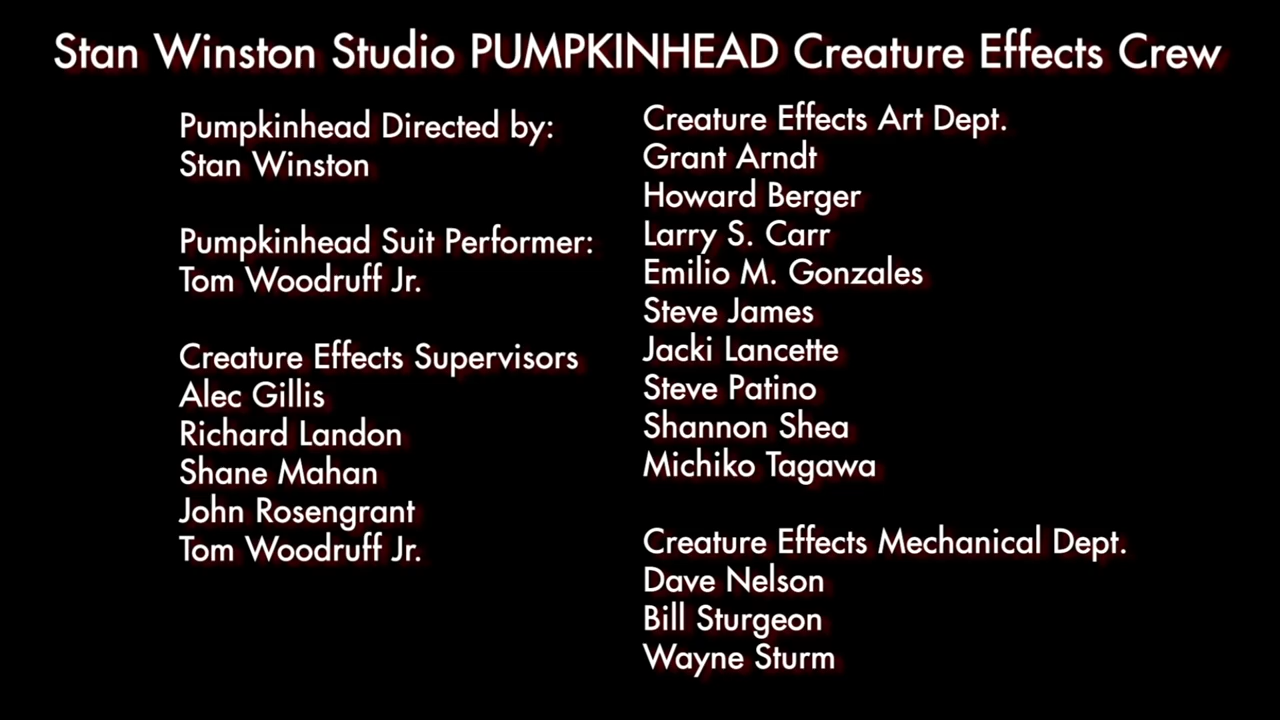 Stan Winston Studio PUMPKINHEAD Creature Effects Crew
Pumpkinhead Directed by:
Stan Winston
Pumpkinhead Suit Performer:
Tom Woodruff Jr.
Creature Effects Supervisors
Alec Gillis
Richard Landon
Shane Mahan
John Rosengrant
Tom Woodruff Jr.
Creature Effects Art Dept.
Grant Arndt
Howard Berger
Larry S. Carr
Emilio M. Gonzales
Steve James
Jacki Lancette
Steve Patino
Shannon Shea
Michiko Tagawa
Creature Effects Mechanical Dept.
Dave Nelson
Bill Sturgeon
Wayne Sturm